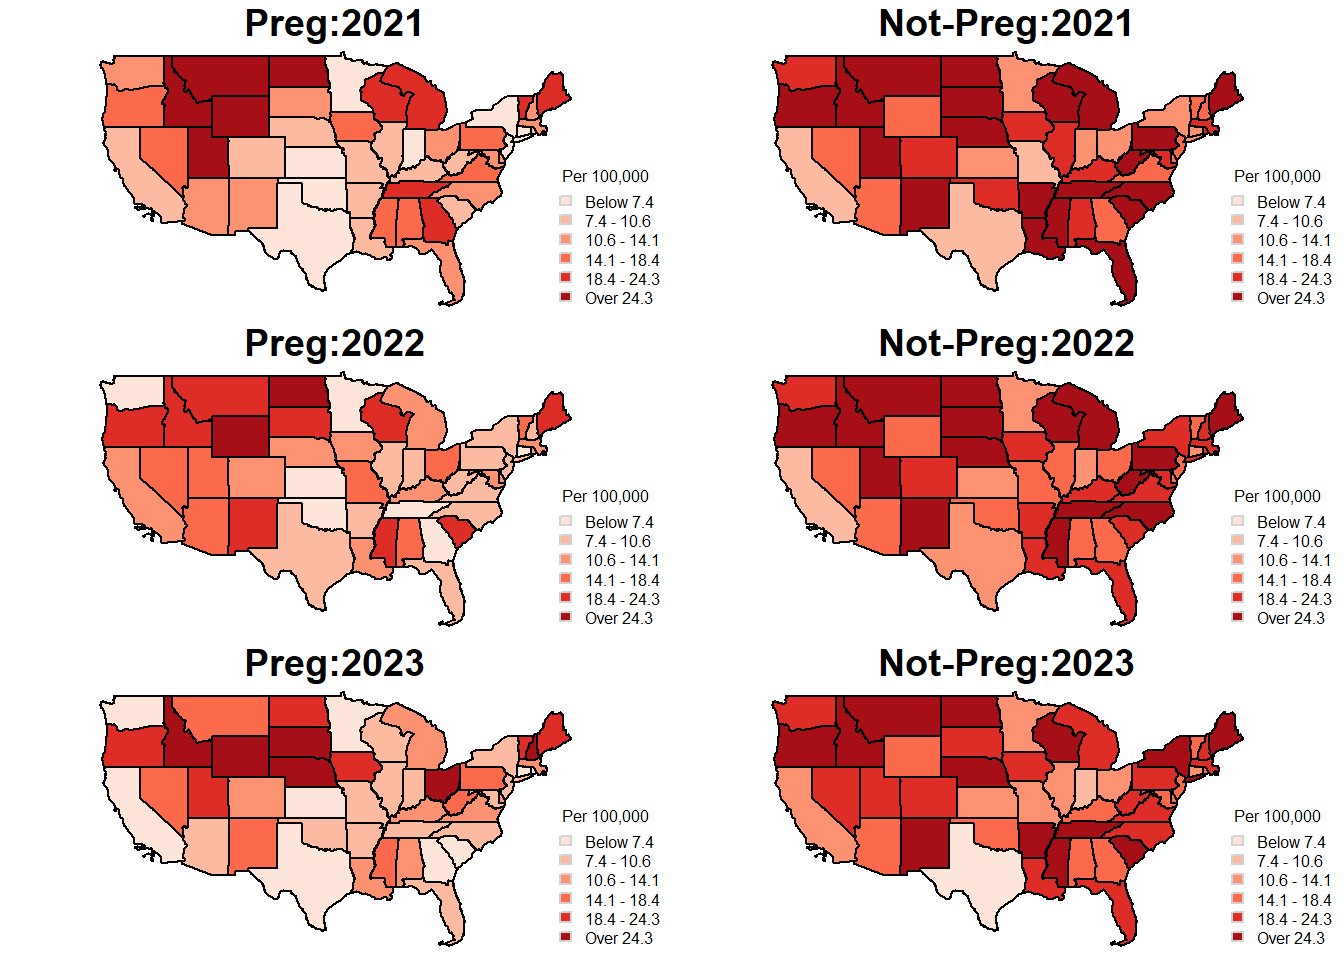 Preg:2021
Per 100,000
Below 7.4
7.4 - 10.6
10.6 - 14.1
14.1 - 18.4
18.4 - 24.3
Over 24.3
Not-Preg:2021
Per 100,000
Below 7.4
7.4 - 10.6
10.6 - 14.1
14.1 - 18.4
18.4 - 24.3
Over 24.3
Preg:2022
Per 100,000
Below 7.4
7.4 - 10.6
10.6 - 14.1
14.1 - 18.4
18.4 - 24.3
Over 24.3
Not-Preg:2022
Per 100,000
Below 7.4
7.4 - 10.6
10.6 - 14.1
14.1 - 18.4
18.4 - 24.3
Over 24.3
Preg:2023
Per 100,000
Below 7.4
7.4 - 10.6
10.6 - 14.1
14.1 - 18.4
18.4 - 24.3
Over 24.3
Not-Preg:2023
Per 100,000
Below 7.4
7.4 - 10.6
10.6 - 14.1
14.1 - 18.4
18.4 - 24.3
Over 24.3